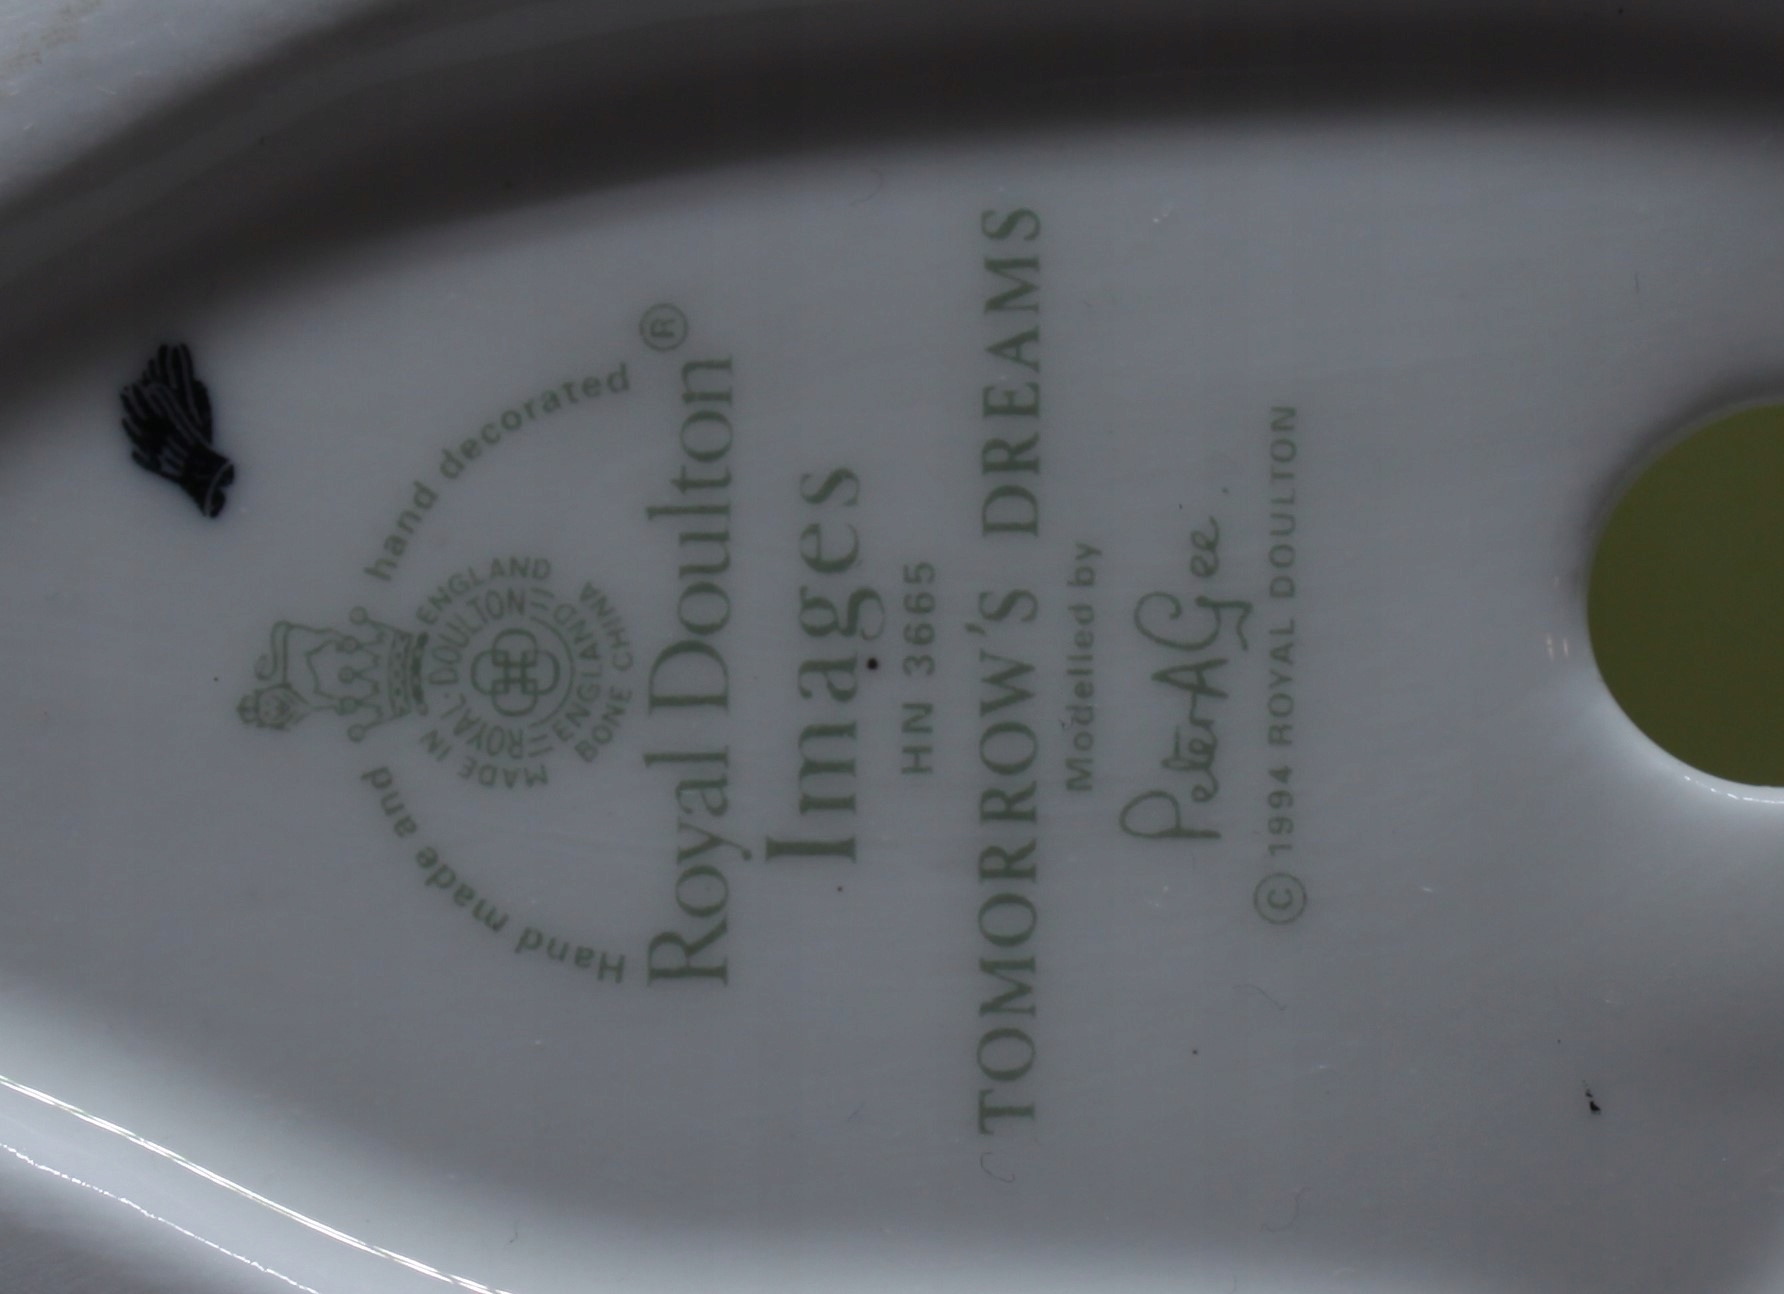 Hand made and hand decorated
MADE IN ENGLAND
ROYAL·DOULTON
ENGLAND
BONE CHINA
Royal Doulton®
Images
HN 3665
TOMORROW'S DREAMS
Modelled by
Peter A Gee
© 1994 ROYAL DOULTON